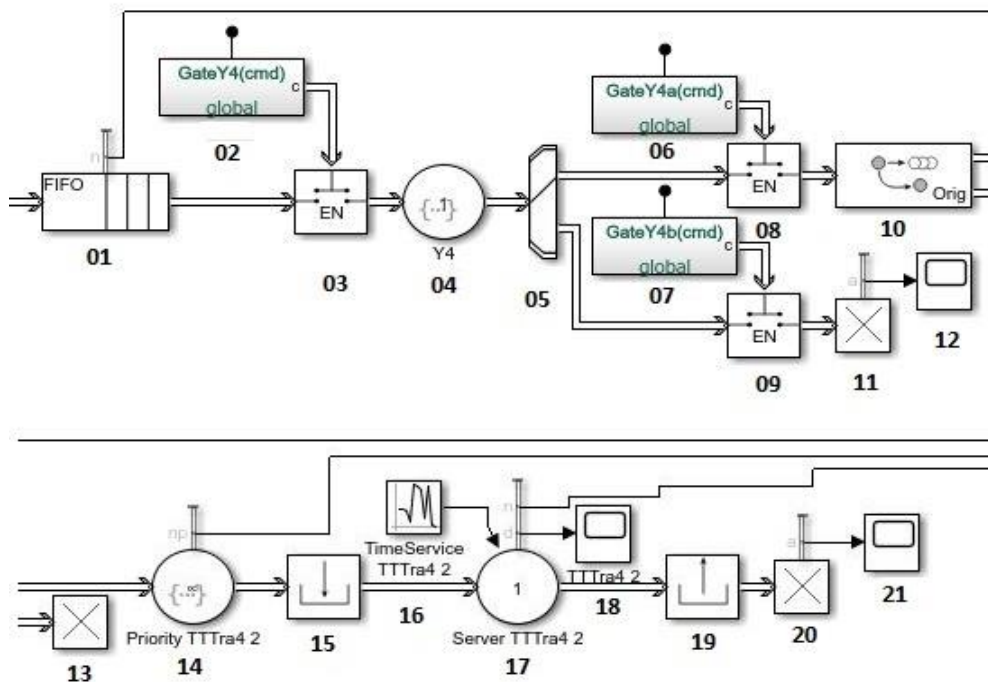 GateY4(cmd)
c
global
02
GateY4a(cmd)
c
global
06
n
FIFO
01
EN
03
{..1}
Y4
04
05
EN
08
Orig
10
GateY4b(cmd)
c
global
07
EN
09
a
11
12
np
{...∞}
Priority TTTra4 2
14
13
15
TimeService
TTTra4 2
16
n
d
1
Server TTTra4 2
17
TTTra4 2
18
19
a
20
21